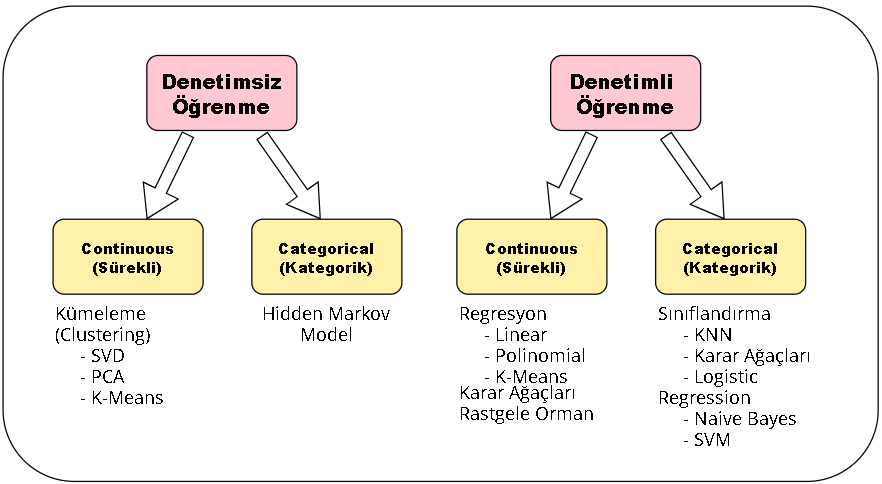 Denetimsiz
Öğrenme
Denetimli
Öğrenme
Continuous
(Sürekli)
Categorical
(Kategorik)
Continuous
(Sürekli)
Categorical
(Kategorik)
Kümeleme
(Clustering)
- SVD
- PCA
- K-Means
Hidden Markov
Model
Regresyon
- Linear
- Polinomial
- K-Means
Karar Ağaçları
Rastgele Orman
Sınıflandırma
- KNN
- Karar Ağaçları
- Logistic
Regression
- Naive Bayes
- SVM